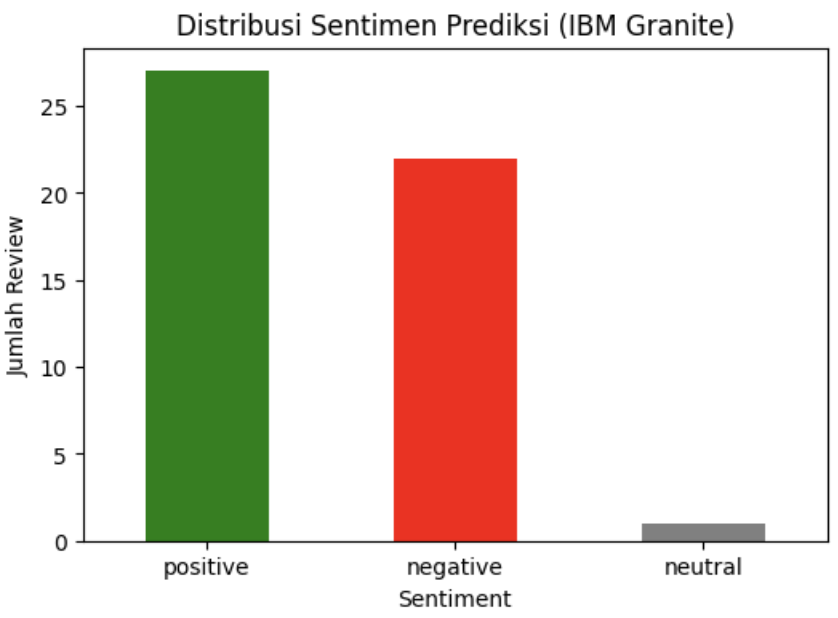 Distribusi Sentimen Prediksi (IBM Granite)
Jumlah Review
25
20
15
10
5
0
positive negative neutral
Sentiment